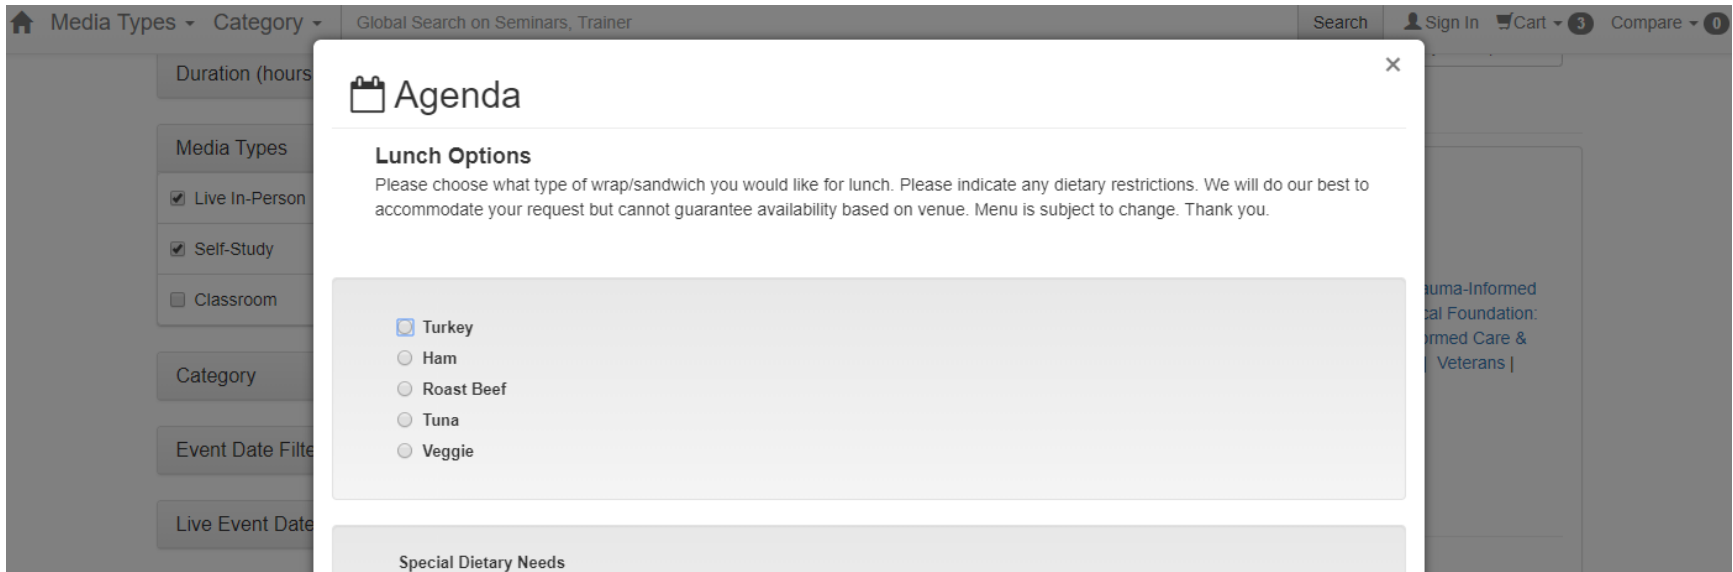 Media Types Category Global Search on Seminars, Trainer Search Sign In Cart 3 Compare 0
Duration (hours
Media Types
Live In-Person
Self-Study
Classroom
Category
Event Date Filte
Live Event Date
Agenda
×
Lunch Options
Please choose what type of wrap/sandwich you would like for lunch. Please indicate any dietary restrictions. We will do our best to
accommodate your request but cannot guarantee availability based on venue. Menu is subject to change. Thank you.
Turkey
Ham
Roast Beef
Tuna
Veggie
Special Dietary Needs
auma-Informed
cal Foundation:
ormed Care &
| Veterans |